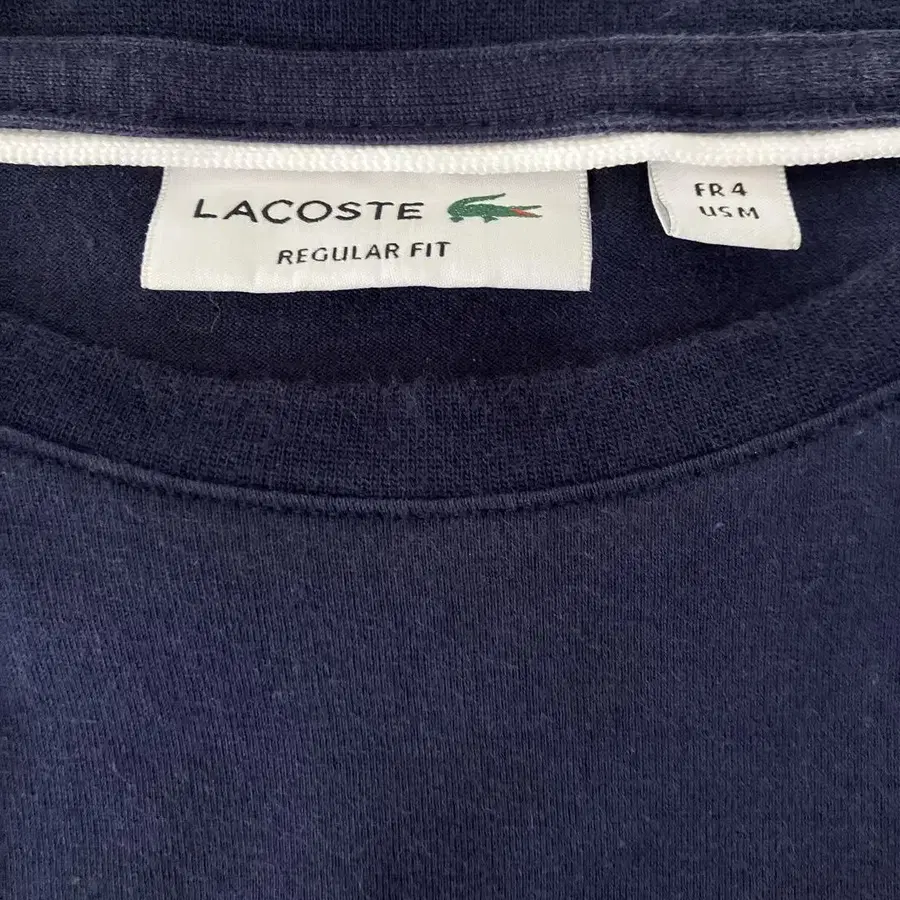 LACOSTE
REGULAR FIT
FR 4
US M